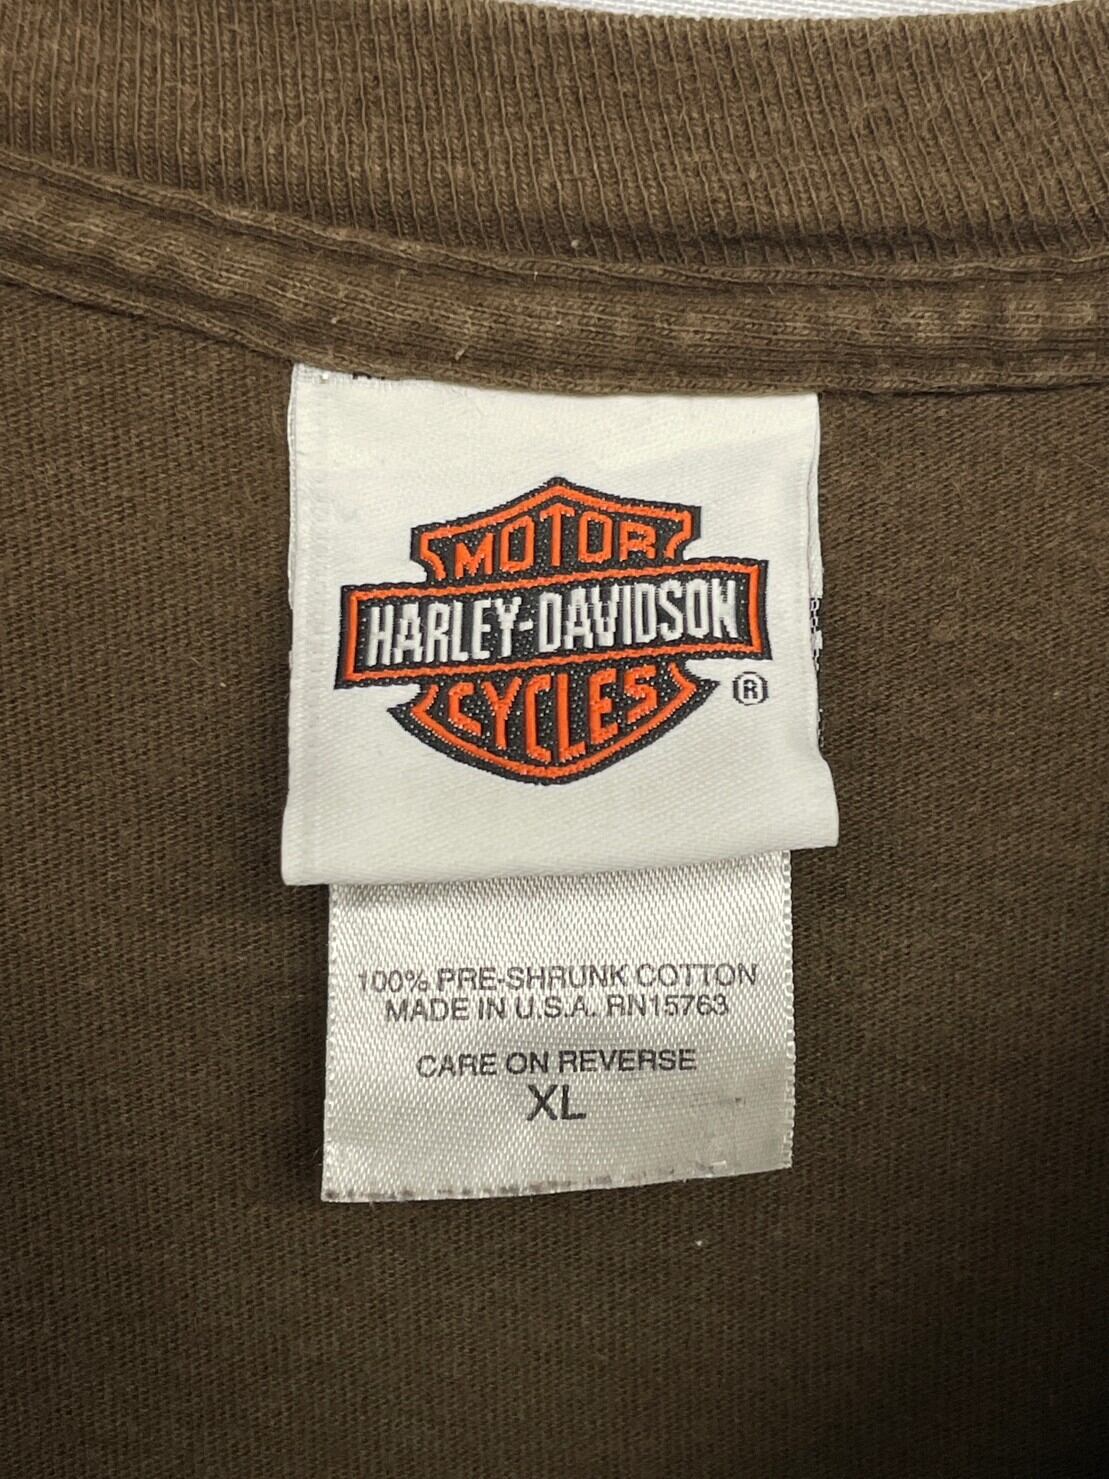 MOTOR
HARLEY-DAVIDSON
CYCLES ®
100% PRE-SHRUNK COTTON
MADE IN U.S.A. RN15763
CARE ON REVERSE
XL